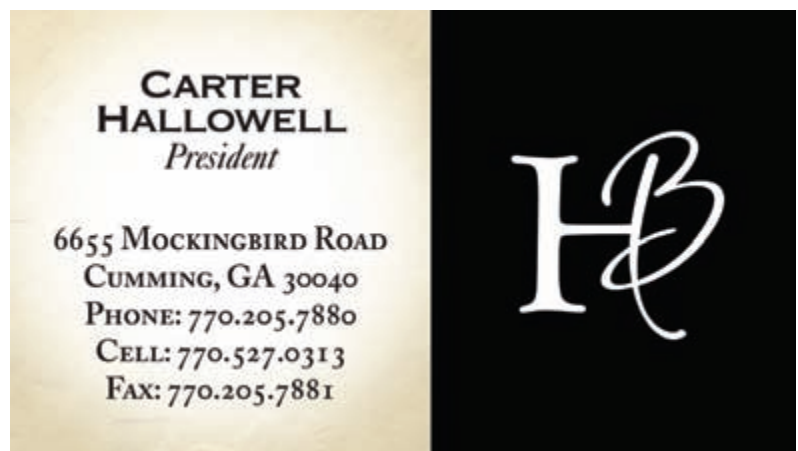 CARTER
HALLOWELL
President
6655 MOCKINGBIRD ROAD
CUMMING, GA 30040
PHONE: 770.205.7880
CELL: 770.527.0313
FAX: 770.205.7881
HB